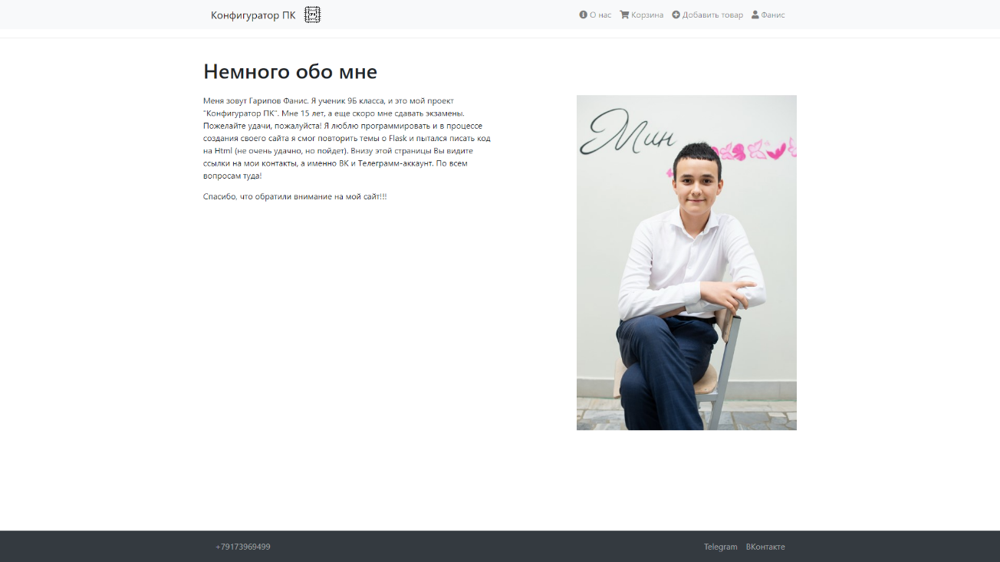 Конфигуратор ПК
CPU
О нас
Корзина
Добавить товар
Фанис
Немного обо мне
Меня зовут Гарипов Фанис. Я ученик 9Б класса, и это мой проект
"Конфигуратор ПК". Мне 15 лет, а еще скоро мне сдавать экзамены.
Пожелайте удачи, пожалуйста! Я люблю программировать и в процессе
создания своего сайта я смог повторить темы о Flask и пытался писать код
на Html (не очень удачно, но пойдет). Внизу этой страницы Вы видите
ссылки на мои контакты, а именно ВК и Телеграмм-аккаунт. По всем
вопросам туда!
Спасибо, что обратили внимание на мой сайт!!!
Мин
+79173969499
Telegram
ВКонтакте